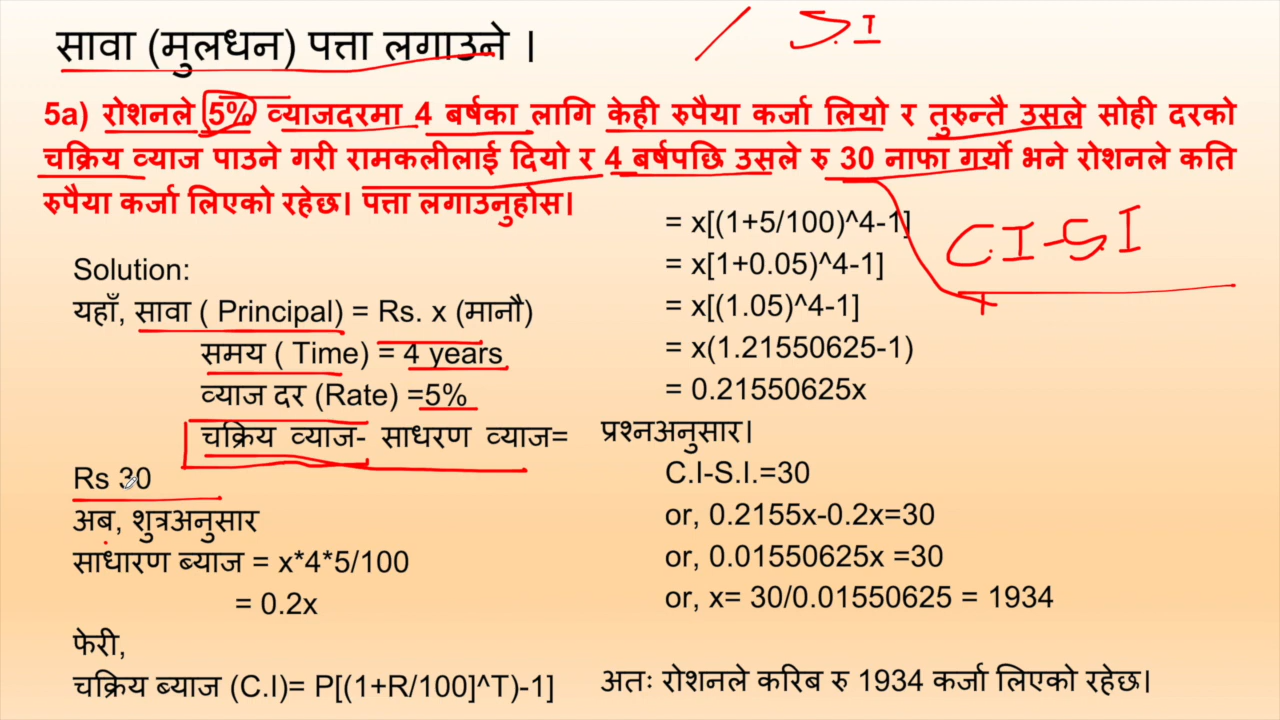 सावा (मुलधन) पत्ता लगाउने ।
S.I
5a) रोशनले 5% व्याजदरमा 4 बर्षका लागि केही रुपैया कर्जा लियो र तुरुन्तै उसले सोही दरको
चक्रिय व्याज पाउने गरी रामकलीलाई दियो र 4 बर्षपछि उसले रु 30 नाफा गर्यो भने रोशनले कति
रुपैया कर्जा लिएको रहेछ। पत्ता लगाउनुहोस।
Solution:
यहाँ, सावा ( Principal) = Rs. x (मानौ)
समय ( Time) = 4 years
व्याज दर (Rate) =5%
चक्रिय व्याज- साधरण व्याज=
Rs 30
अब, शुत्रअनुसार
साधारण ब्याज = x*4*5/100
= 0.2x
फेरी,
चक्रिय ब्याज (C.I)= P[(1+R/100]^T)-1]
= x[(1+5/100)^4-1]
= x[1+0.05)^4-1]
= x[(1.05)^4-1]
= x(1.21550625-1)
= 0.21550625x
C.I-S.I
प्रश्नअनुसार।
C.I-S.I.=30
or, 0.2155x-0.2x=30
or, 0.01550625x =30
or, x= 30/0.01550625 = 1934
अतः रोशनले करिब रु 1934 कर्जा लिएको रहेछ।